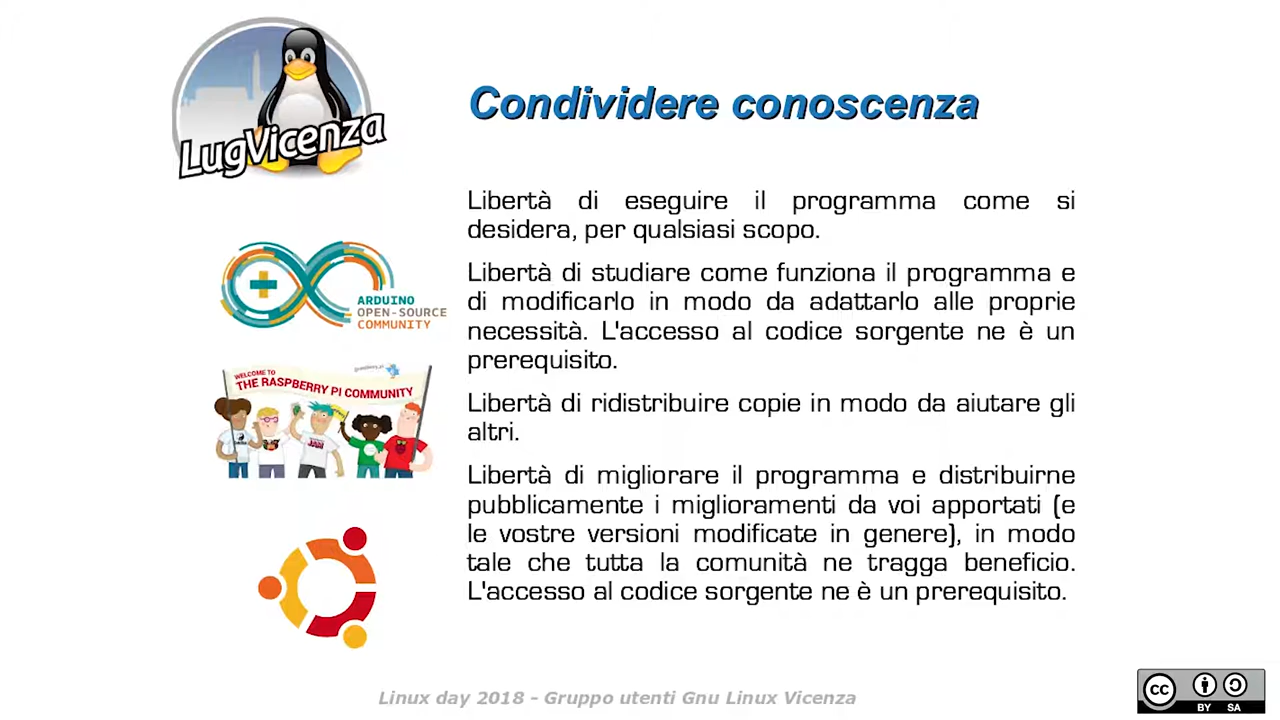 LugVicenza
Condividere conoscenza
Libertà di eseguire il programma come si
desidera, per qualsiasi scopo.
Libertà di studiare come funziona il programma e
di modificarlo in modo da adattarlo alle proprie
necessità. L'accesso al codice sorgente ne è un
prerequisito.
Libertà di ridistribuire copie in modo da aiutare gli
altri.
Libertà di migliorare il programma e distribuirne
pubblicamente i miglioramenti da voi apportati (e
le vostre versioni modificate in genere), in modo
tale che tutta la comunità ne tragga beneficio.
L'accesso al codice sorgente ne è un prerequisito.
ARDUINO
OPEN-SOURCE
COMMUNITY
WELCOME TO
THE RASPBERRY PI COMMUNITY
Linux day 2018 - Gruppo utenti Gnu Linux Vicenza
cc
BY SA